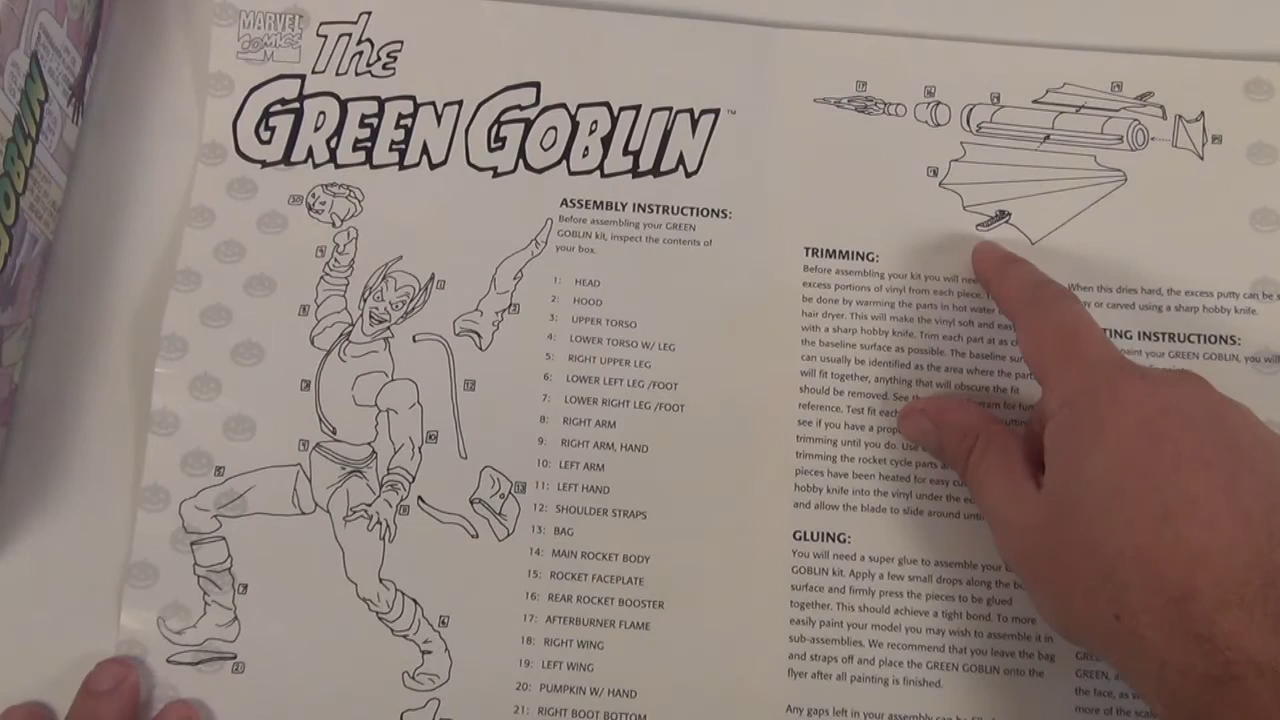 MARVEL
COMICS
The
GREEN GOBLIN™
GOBLIN
ASSEMBLY INSTRUCTIONS:
Before assembling your GREEN
GOBLIN kit, inspect the contents of
your box.
1: HEAD
2: HOOD
3: UPPER TORSO
4: LOWER TORSO W/ LEG
5: RIGHT UPPER LEG
6: LOWER LEFT LEG /FOOT
7: LOWER RIGHT LEG /FOOT
8: RIGHT ARM
9: RIGHT ARM, HAND
10: LEFT ARM
11: LEFT HAND
12: SHOULDER STRAPS
13: BAG
14: MAIN ROCKET BODY
15: ROCKET FACEPLATE
16: REAR ROCKET BOOSTER
17: AFTERBURNER FLAME
18: RIGHT WING
19: LEFT WING
20: PUMPKIN W/ HAND
21: RIGHT BOOT BOTTOM
TRIMMING:
Before assembling your kit you will
excess portions of vinyl from each piece.
be done by warming the parts in hot water
hair dryer. This will make the vinyl soft and
with a sharp hobby knife. Trim each part at as
the baseline surface as possible. The baseline
can usually be identified as the area where the
will fit together, anything that will obscure the fit
should be removed. See
reference. Test fit
see if you have a
trimming until you do.
trimming the rocket cycle parts
pieces have been heated for easy
hobby knife into the vinyl under the
and allow the blade to slide around
GLUING:
You will need a super glue to assemble your
GOBLIN kit. Apply a few small drops along the
surface and firmly press the pieces to be glued
together. This should achieve a tight bond. To more
easily paint your model you may wish to assemble it in
sub-assemblies. We recommend that you leave the bag
and straps off and place the GREEN GOBLIN onto the
flyer after all painting is finished.
Any gaps left in your assembly can be
When this dries hard, the excess putty can be
or carved using a sharp hobby knife.
INSTRUCTIONS:
paint your GREEN GOBLIN, you will
GREEN,
the face, as
more of the